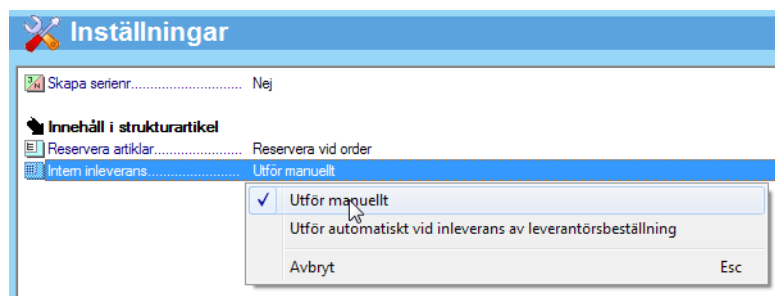 Inställningar
Skapa serienr............................ Nej
Innehåll i strukturartikel
Reservera artiklar...................... Reservera vid order
Intern inleverans....................... Utför manuellt
✓ Utför manuellt
Utför automatiskt vid inleverans av leverantörsbeställning
Avbryt Esc